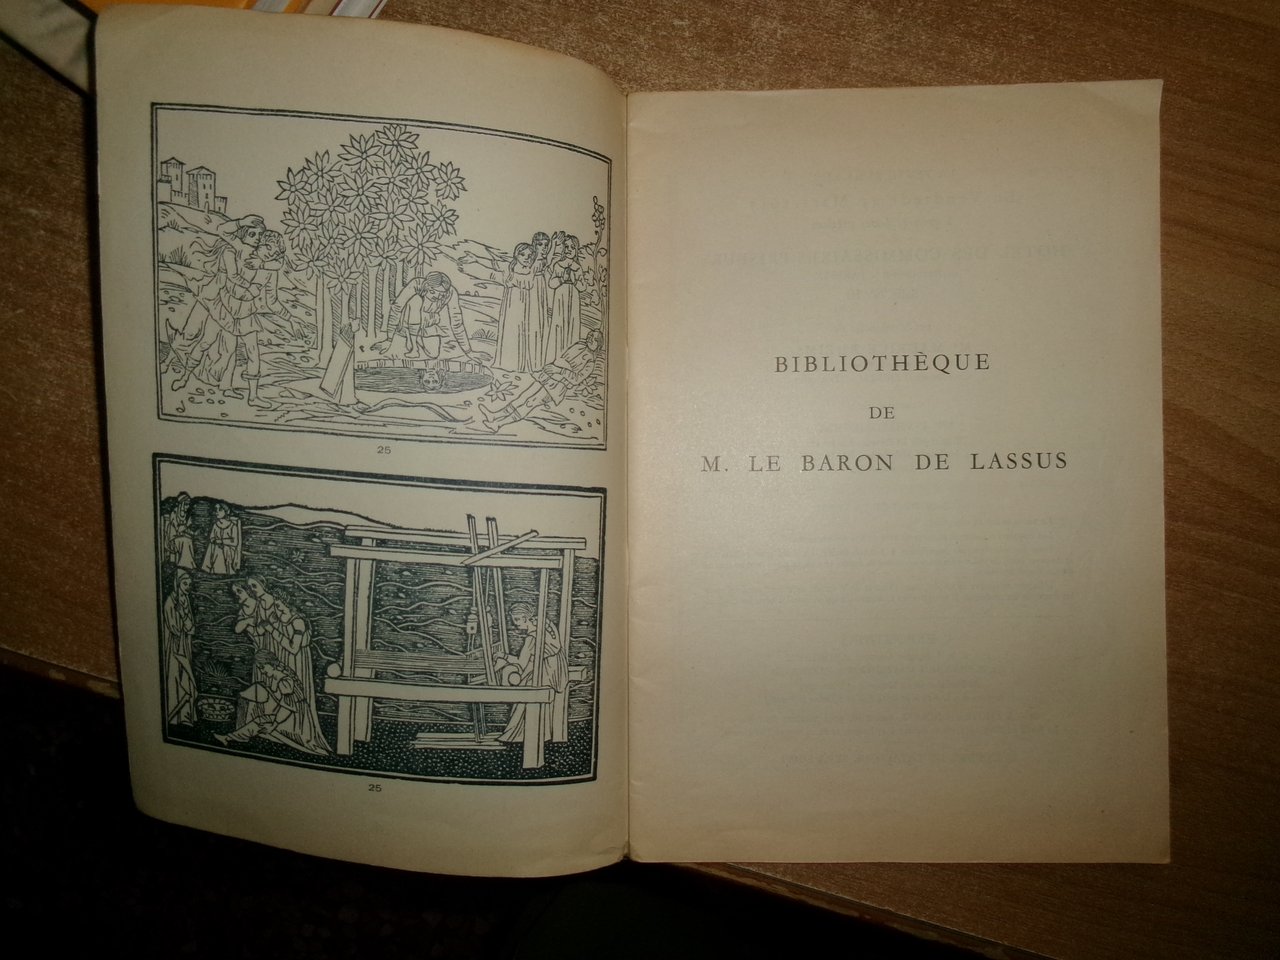 25
25
BIBLIOTHÈQUE
DE
M. LE BARON DE LASSUS